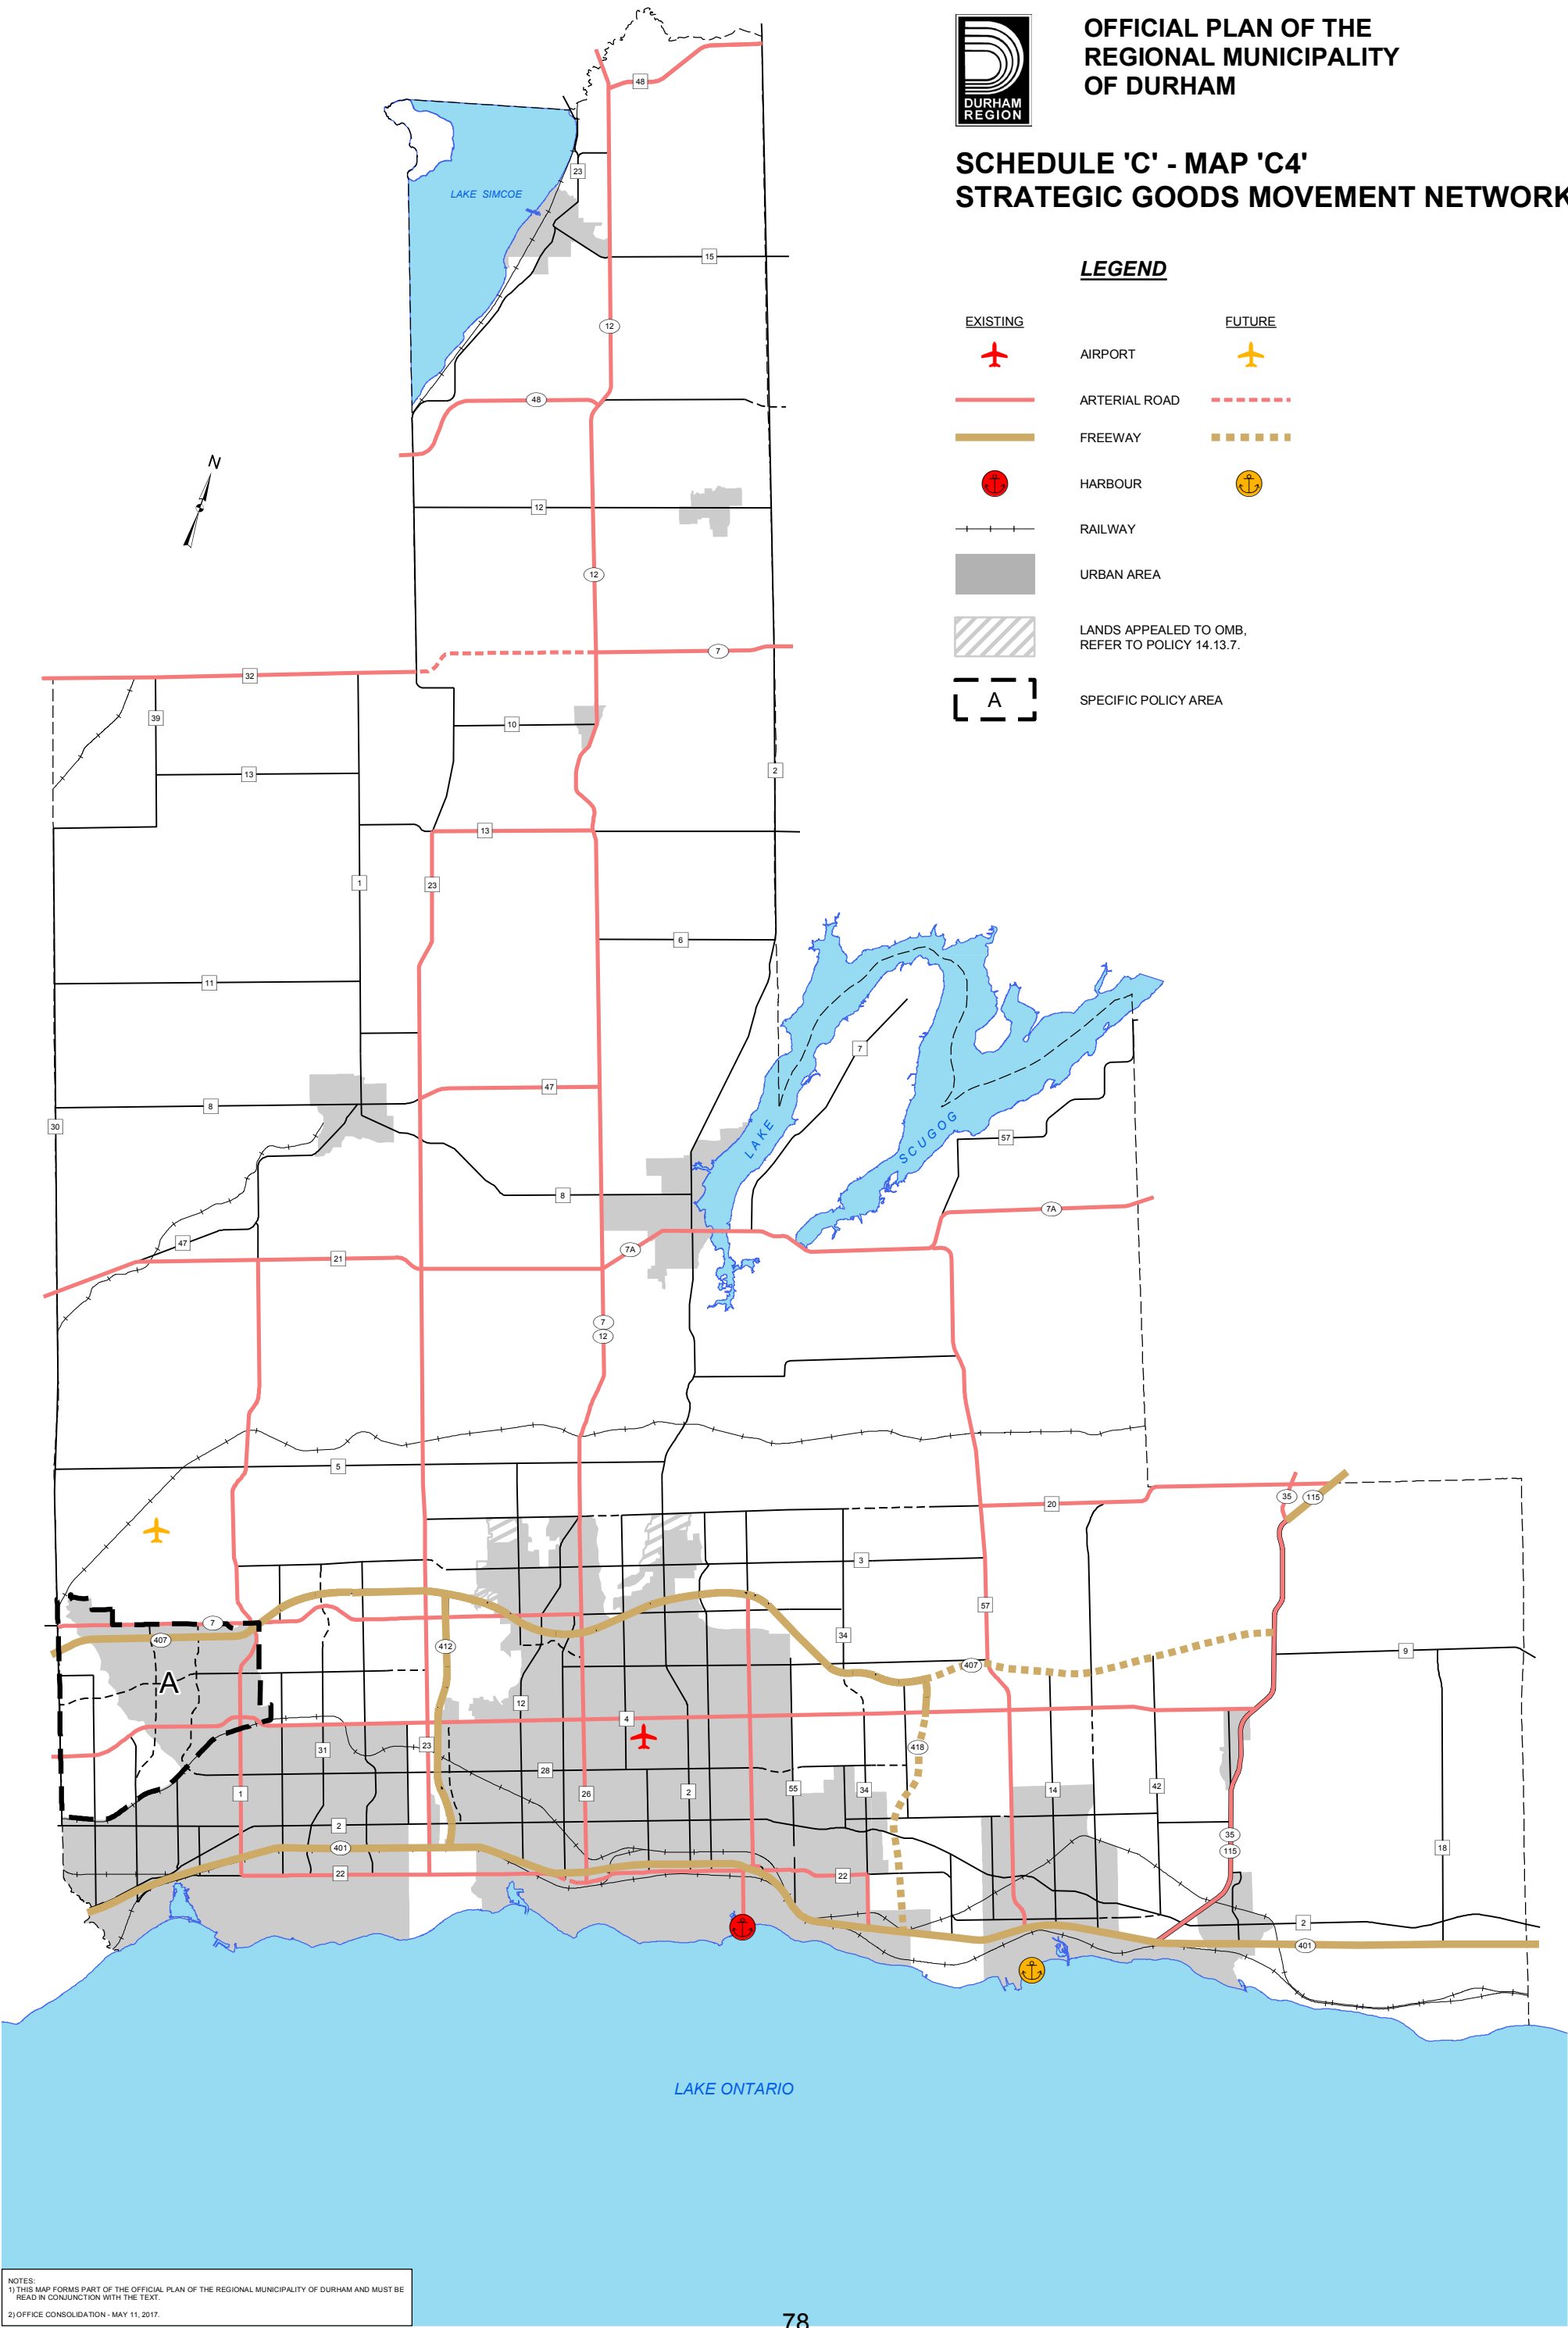 OFFICIAL PLAN OF THE
REGIONAL MUNICIPALITY
OF DURHAM
DURHAM
REGION
SCHEDULE 'C' - MAP 'C4'
STRATEGIC GOODS MOVEMENT NETWORK
LEGEND
EXISTING
FUTURE
AIRPORT
ARTERIAL ROAD
FREEWAY
HARBOUR
RAILWAY
URBAN AREA
LANDS APPEALED TO OMB,
REFER TO POLICY 14.13.7.
A
SPECIFIC POLICY AREA
48
23
LAKE SIMCOE
15
12
48
N
12
12
7
32
39
10
13
2
13
1
23
6
11
7
47
8
30
LAKE
SCUGOG
57
8
7A
47
7A
21
7
12
5
35
115
20
3
57
7
407
34
412
9
407
A
12
4
31
23
418
28
1
26
2
55
34
14
42
2
35
115
401
18
22
22
2
401
LAKE ONTARIO
NOTES:
1) THIS MAP FORMS PART OF THE OFFICIAL PLAN OF THE REGIONAL MUNICIPALITY OF DURHAM AND MUST BE
READ IN CONJUNCTION WITH THE TEXT.
2) OFFICE CONSOLIDATION - MAY 11, 2017.
78